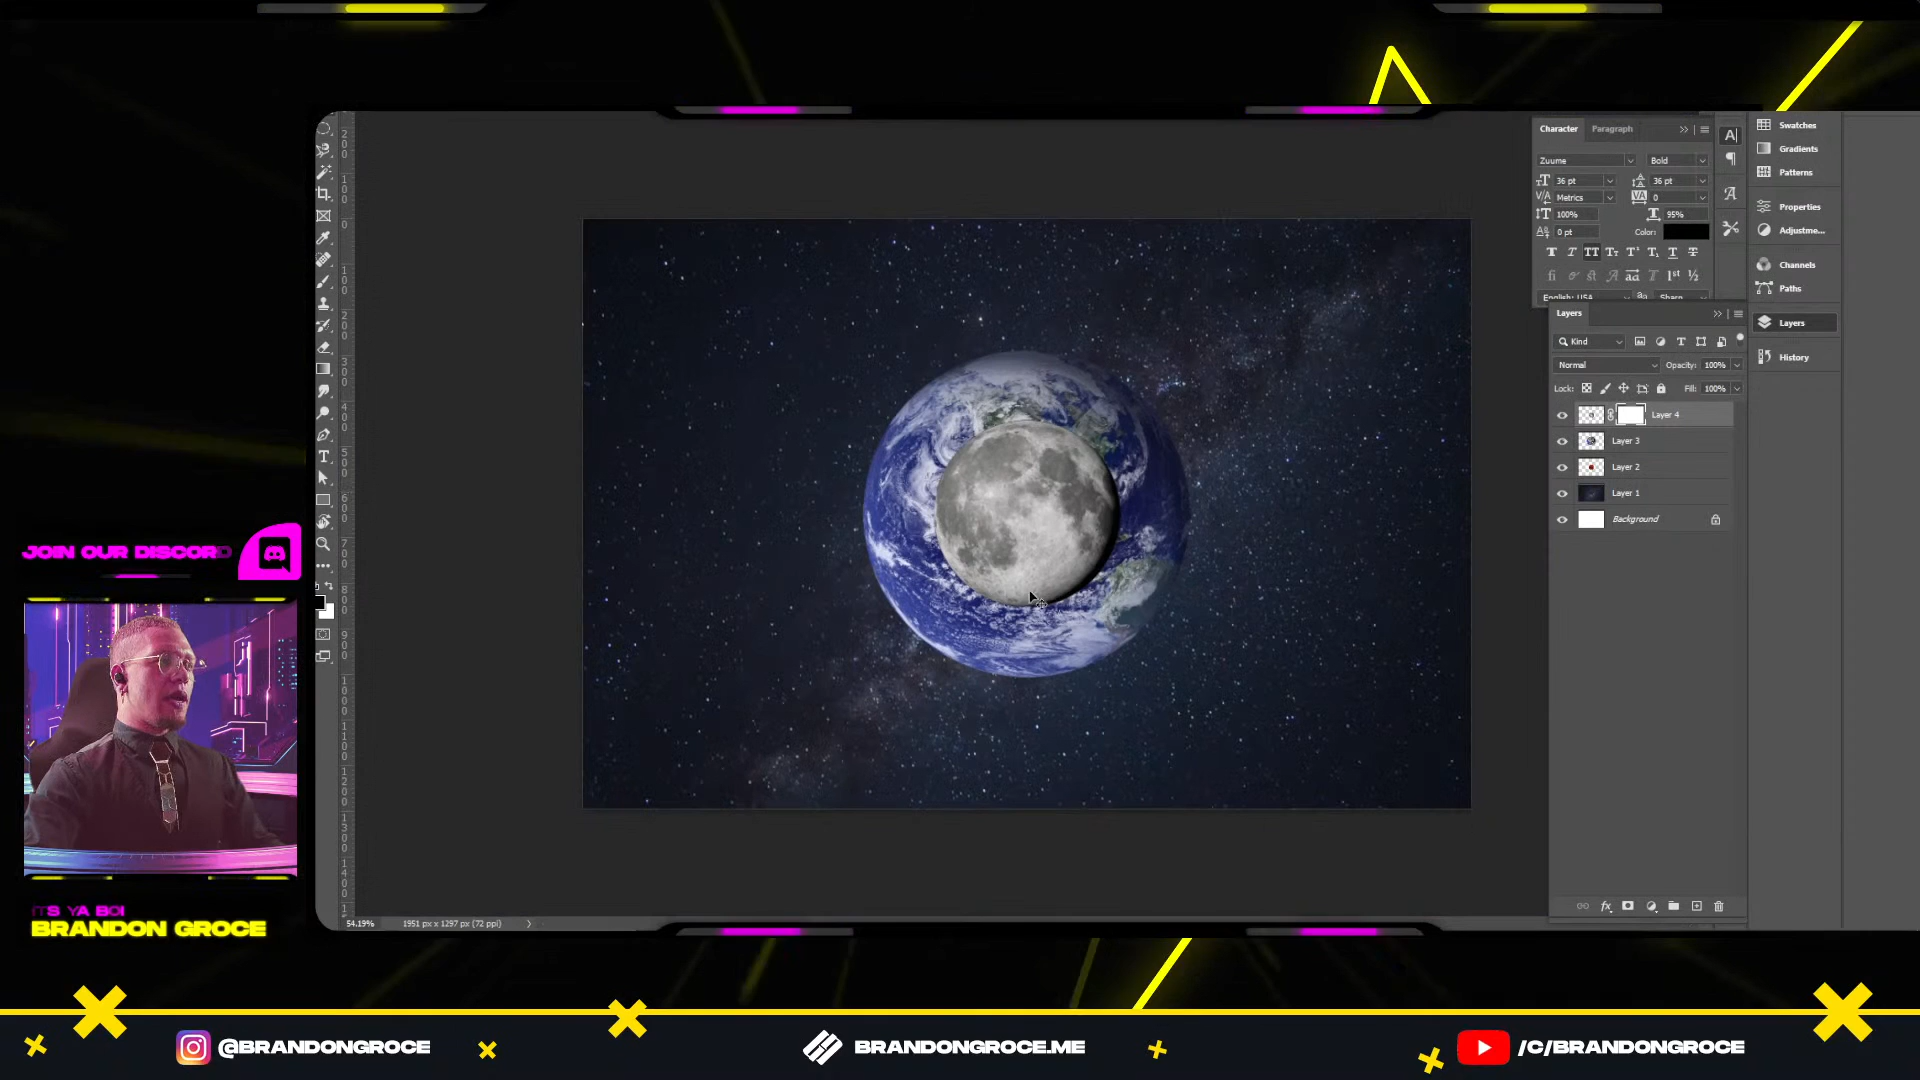 Character Paragraph
Zuume Bold
36 pt 36 pt
Metrics 0
100% 95%
0 pt Color:
English: USA Sharp
Swatches
Gradients
Patterns
Properties
Adjustme...
Channels
Paths
Layers
History
Layers
Kind
Normal Opacity: 100%
Lock: Fill: 100%
Layer 4
Layer 3
Layer 2
Layer 1
Background
54.19% 1951 px x 1297 px (72 ppi)
JOIN OUR DISCORD
IT'S YA BOI
BRANDON GROCE
@BRANDONGROCE
BRANDONGROCE.ME
/C/BRANDONGROCE